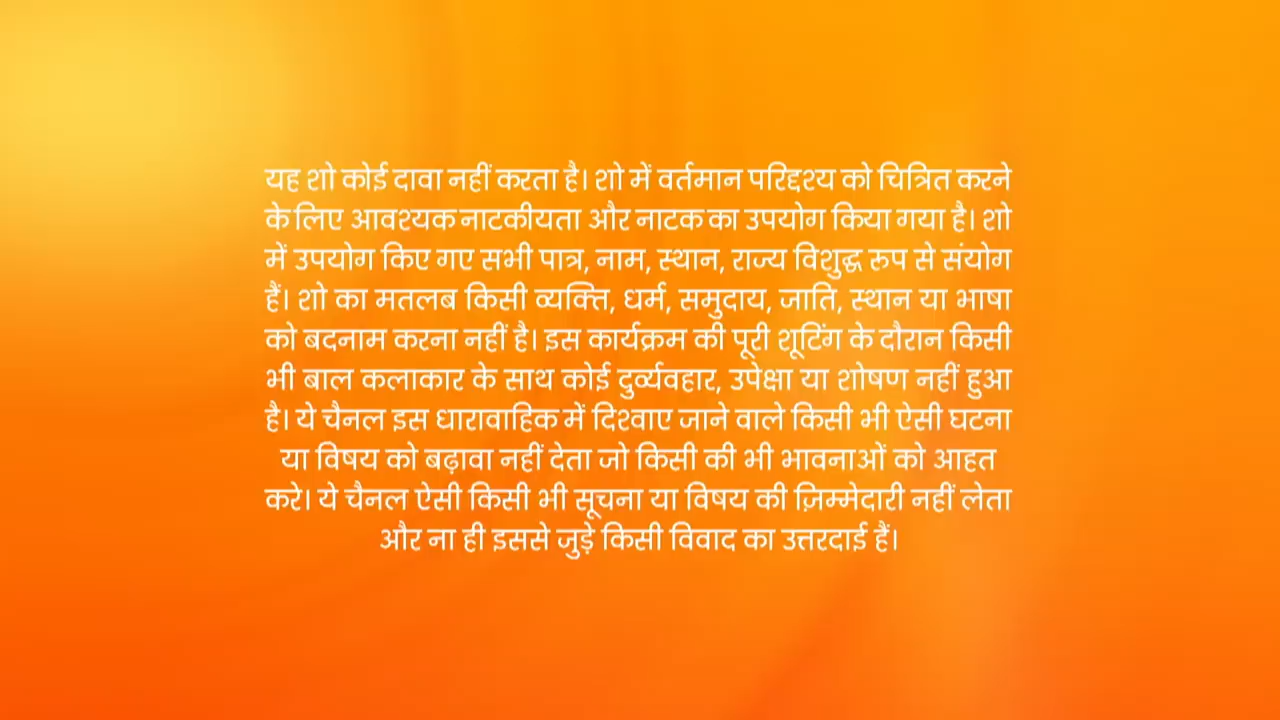 यह शो कोई दावा नहीं करता है। शो में वर्तमान परिदृश्य को चित्रित करने
के लिए आवश्यक नाटकीयता और नाटक का उपयोग किया गया है। शो
में उपयोग किए गए सभी पात्र, नाम, स्थान, राज्य विशुद्ध रुप से संयोग
हैं। शो का मतलब किसी व्यक्ति, धर्म, समुदाय, जाति, स्थान या भाषा
को बदनाम करना नहीं है। इस कार्यक्रम की पूरी शूटिंग के दौरान किसी
भी बाल कलाकार के साथ कोई दुर्व्यवहार, उपेक्षा या शोषण नहीं हुआ
है। ये चैनल इस धारावाहिक में दिखाए जाने वाले किसी भी ऐसी घटना
या विषय को बढ़ावा नहीं देता जो किसी की भी भावनाओं को आहत
करे। ये चैनल ऐसी किसी भी सूचना या विषय की ज़िम्मेदारी नहीं लेता
और ना ही इससे जुड़े किसी विवाद का उत्तरदाई हैं।